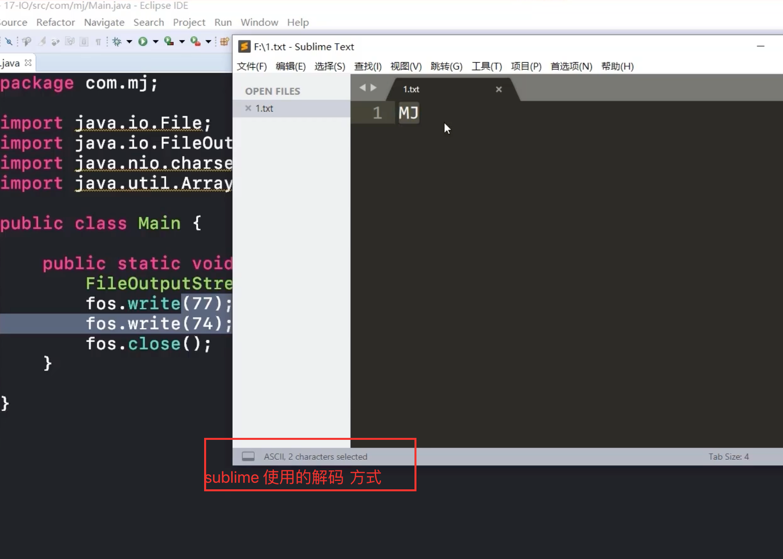 17-IO/src/com/mj/Main.java - Eclipse IDE
ource Refactor Navigate Search Project Run Window Help
.java
package com.mj;
import java.io.File;
import java.io.FileOut
import java.nio.charse
import java.util.Array
public class Main {
public static void
FileOutputStre
fos.write(77);
fos.write(74);
fos.close();
}
}
F:\1.txt - Sublime Text
文件(F) 编辑(E) 选择(S) 查找(I) 视图(V) 跳转(G) 工具(T) 项目(P) 首选项(N) 帮助(H)
OPEN FILES
1.txt
1.txt
1 MJ
ASCII, 2 characters selected
Tab Size: 4
sublime 使用的解码 方式